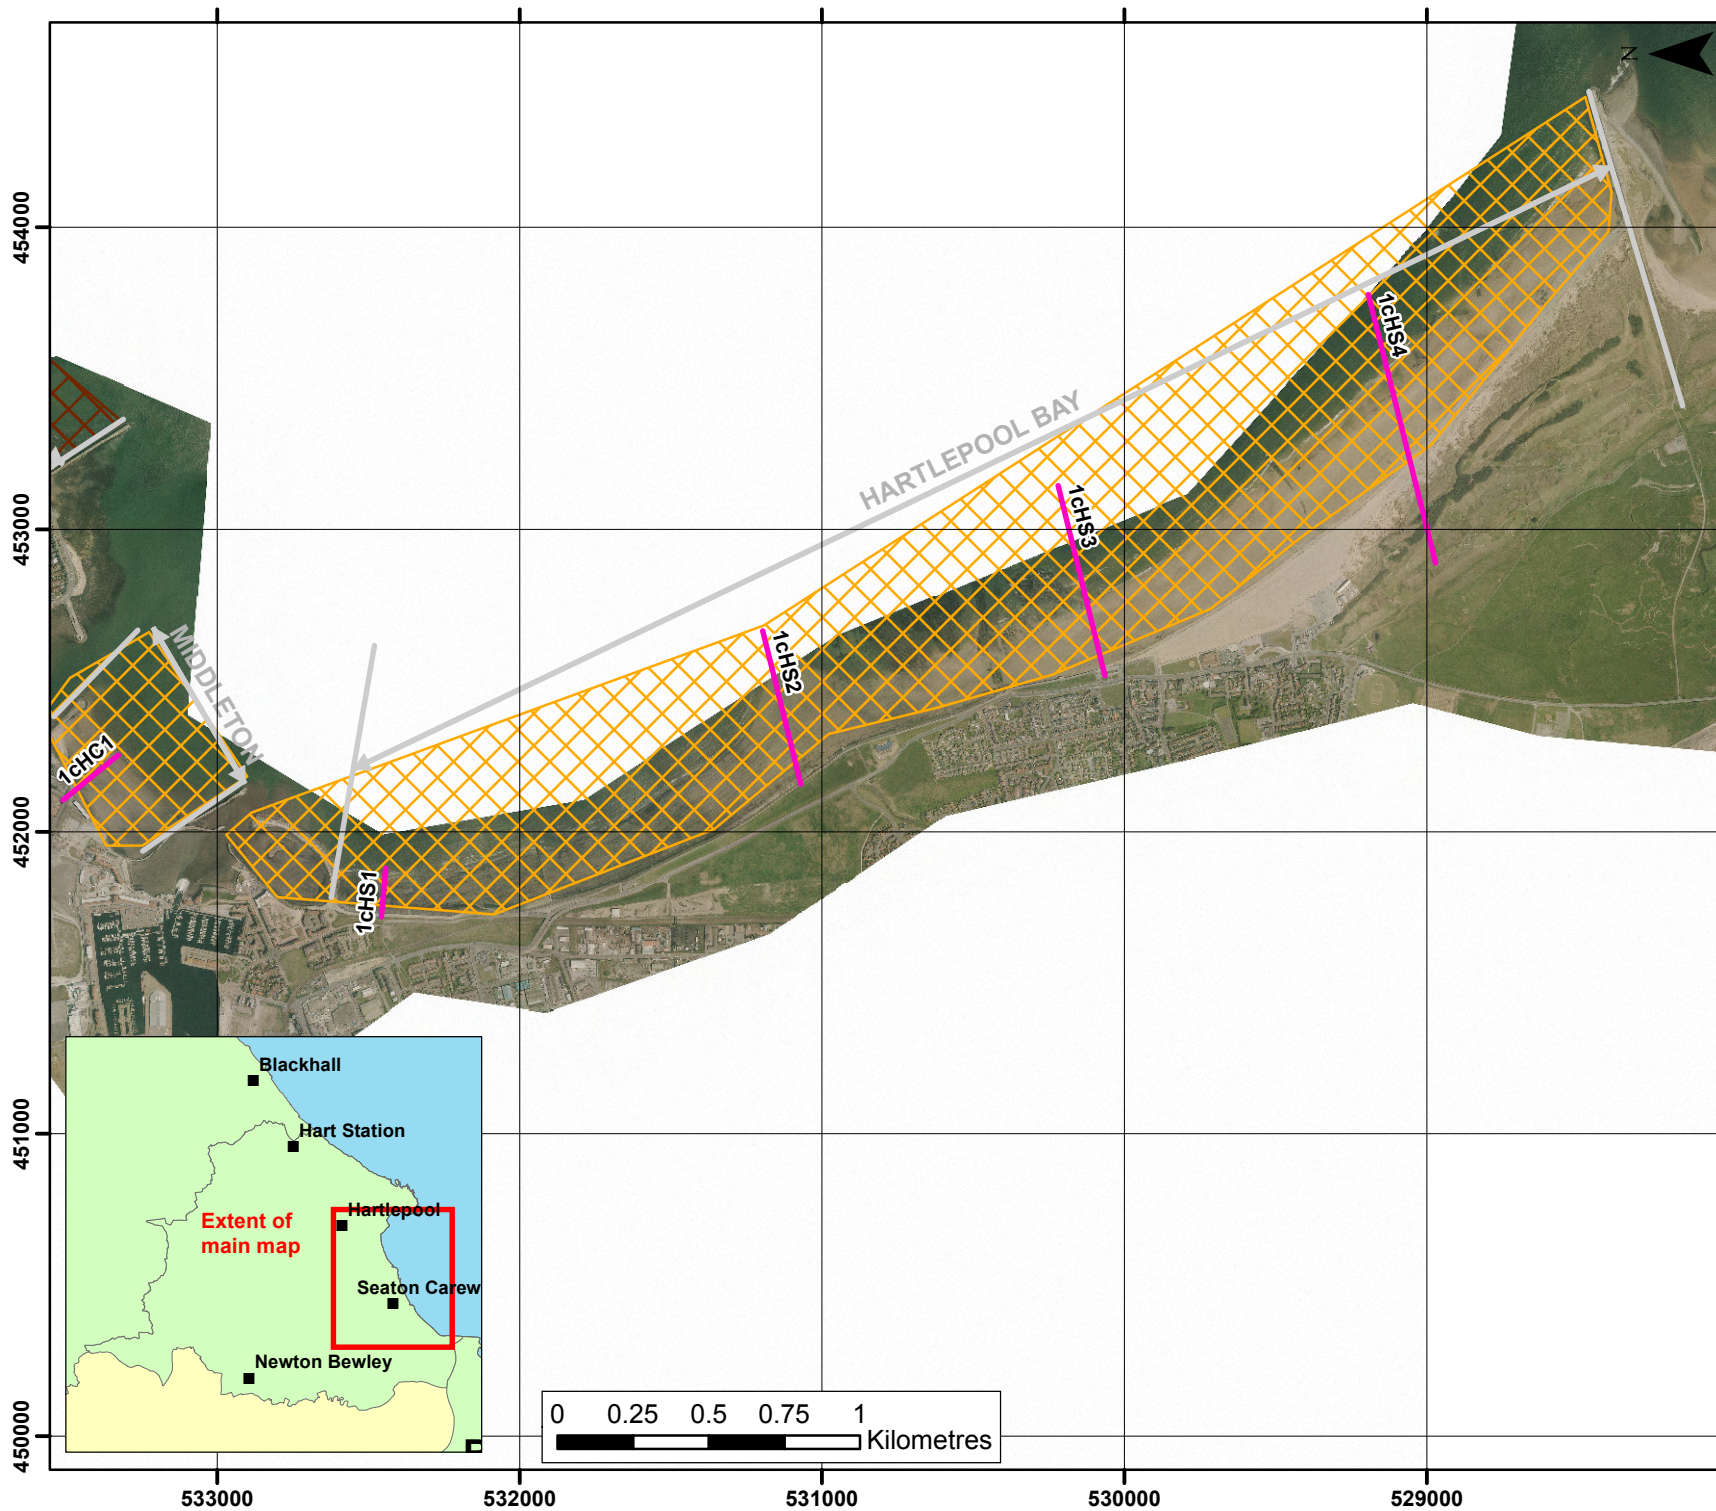 N
454000
453000
452000
451000
450000
HARTLEPOOL BAY
MIDDLETON
1cHC1
1cHS1
1cHS2
1cHS3
1cHS4
Blackhall
Hart Station
Hartlepool
Extent of
main map
Seaton Carew
Newton Bewley
0 0.25 0.5 0.75 1
Kilometres
533000 532000 531000 530000 529000